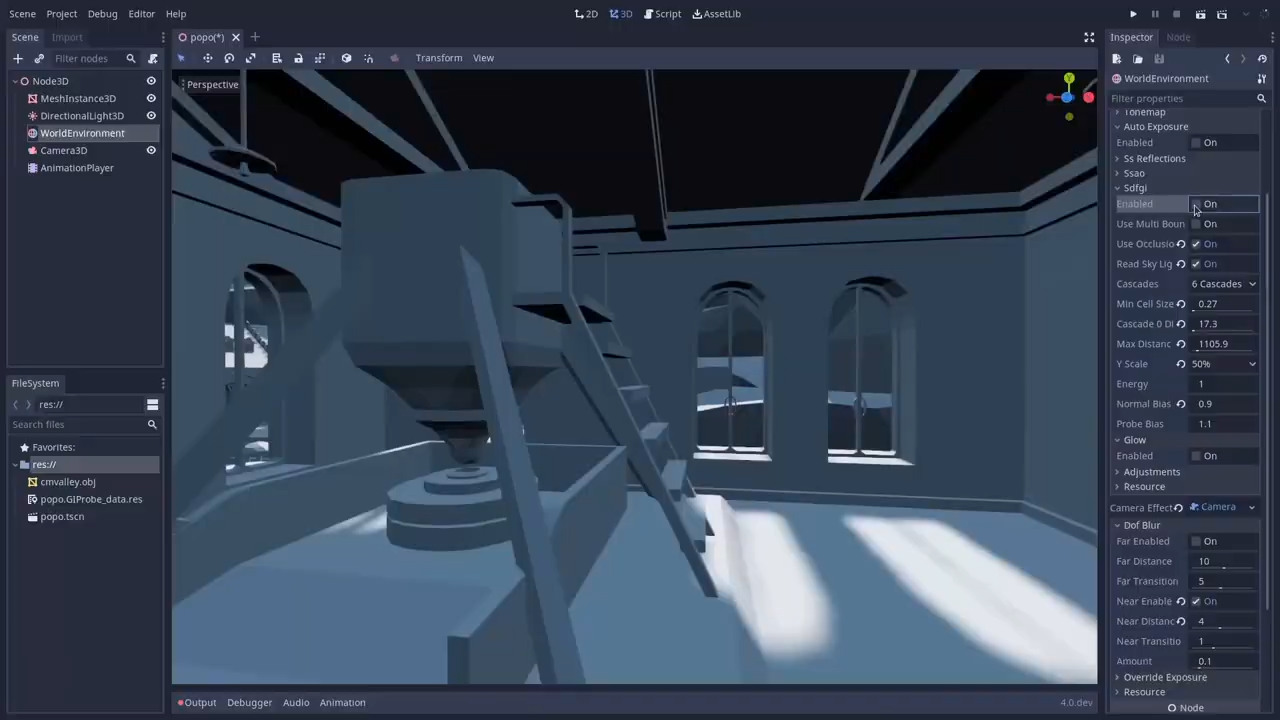 Scene Project Debug Editor Help
2D 3D Script AssetLib
Scene Import
Filter nodes
Node3D
MeshInstance3D
DirectionalLight3D
WorldEnvironment
Camera3D
AnimationPlayer
FileSystem
res://
Search files
Favorites:
res://
cmvalley.obj
popo.GIProbe_data.res
popo.tscn
popo(*)
Transform View
Perspective
Y
Output Debugger Audio Animation 4.0.dev
Inspector Node
WorldEnvironment
Filter properties
Tonemap
Auto Exposure
Enabled On
Ss Reflections
Ssao
Sdfgi
Enabled On
Use Multi Boun On
Use Occlusio On
Read Sky Lig On
Cascades 6 Cascades
Min Cell Size 0.27
Cascade 0 Di 17.3
Max Distanc 1105.9
Y Scale 50%
Energy 1
Normal Bias 0.9
Probe Bias 1.1
Glow
Enabled On
Adjustments
Resource
Camera Effect Camera
Dof Blur
Far Enabled On
Far Distance 10
Far Transition 5
Near Enable On
Near Distanc 4
Near Transitio 1
Amount 0.1
Override Exposure
Resource
Node